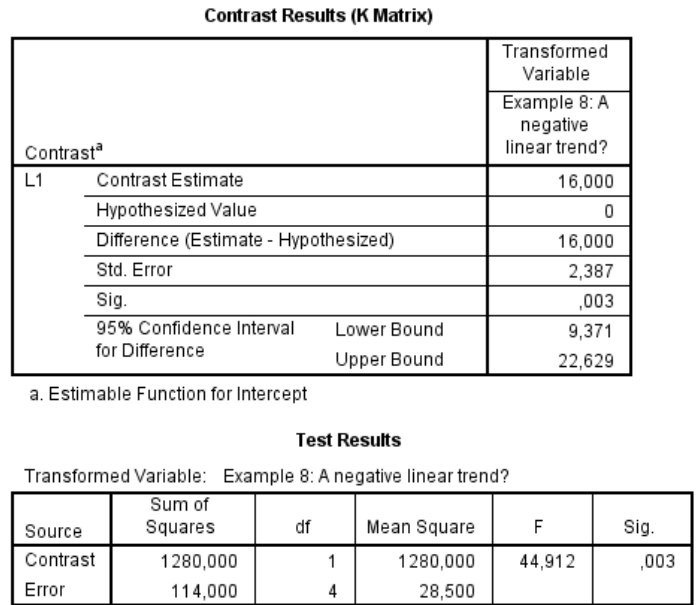 Contrast Results (K Matrix)
Transformed
Variable
Example 8: A
negative
linear trend?
Contrastᵃ
L1 Contrast Estimate 16,000
Hypothesized Value 0
Difference (Estimate - Hypothesized) 16,000
Std. Error 2,387
Sig. ,003
95% Confidence Interval Lower Bound 9,371
for Difference Upper Bound 22,629
a. Estimable Function for Intercept
Test Results
Transformed Variable: Example 8: A negative linear trend?
Source Sum of Squares df Mean Square F Sig.
Contrast 1280,000 1 1280,000 44,912 ,003
Error 114,000 4 28,500